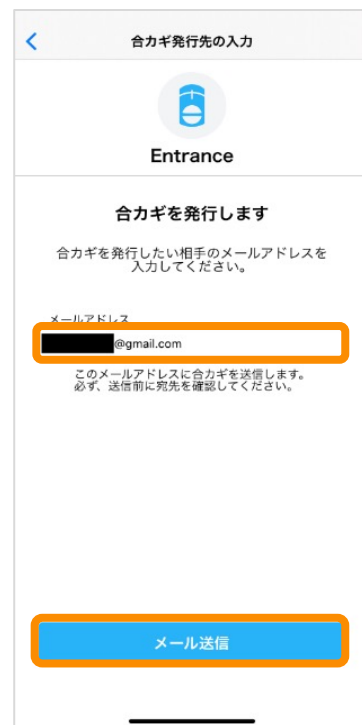 合カギ発行先の入力
Entrance
合カギを発行します
合カギを発行したい相手のメールアドレスを
入力してください。
メールアドレス
@gmail.com
このメールアドレスに合カギを送信します。
必ず、送信前に宛先を確認してください。
メール送信